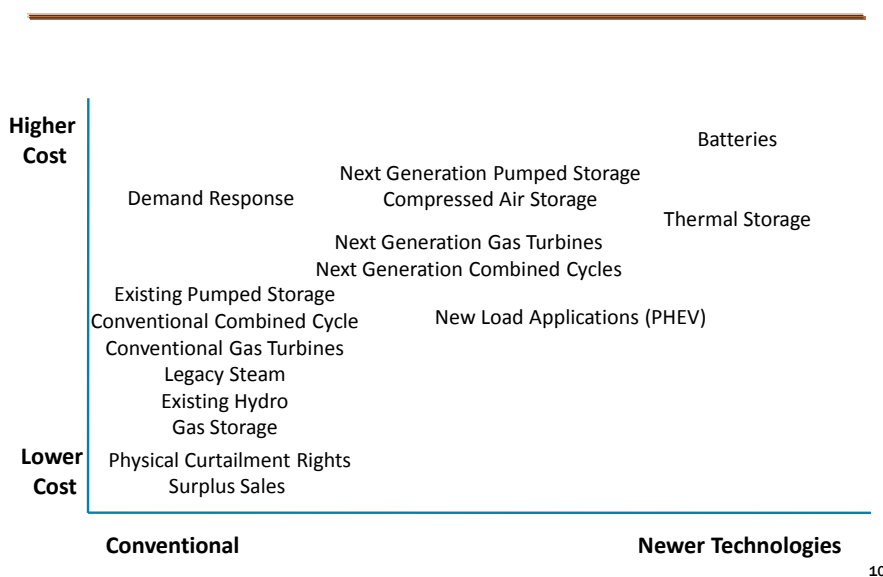 Higher
Cost
Batteries
Next Generation Pumped Storage
Demand Response
Compressed Air Storage
Thermal Storage
Next Generation Gas Turbines
Next Generation Combined Cycles
Existing Pumped Storage
Conventional Combined Cycle
New Load Applications (PHEV)
Conventional Gas Turbines
Legacy Steam
Existing Hydro
Gas Storage
Lower
Cost
Physical Curtailment Rights
Surplus Sales
Conventional
Newer Technologies
10